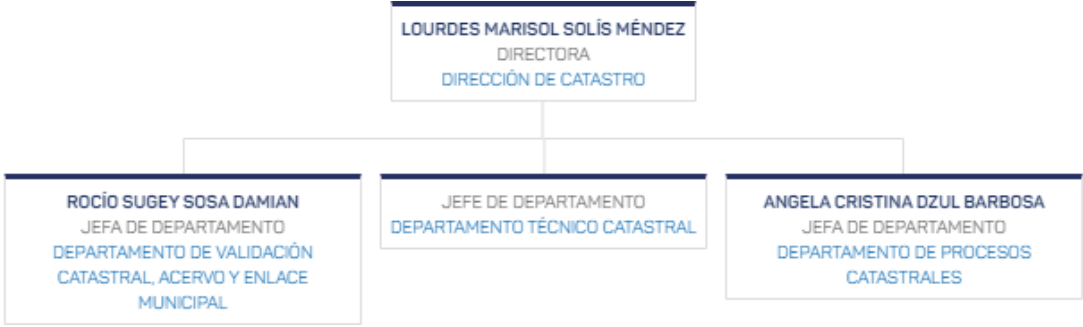 LOURDES MARISOL SOLÍS MÉNDEZ
DIRECTORA
DIRECCIÓN DE CATASTRO
ROCÍO SUGEY SOSA DAMIAN
JEFA DE DEPARTAMENTO
DEPARTAMENTO DE VALIDACIÓN
CATASTRAL, ACERVO Y ENLACE
MUNICIPAL
JEFE DE DEPARTAMENTO
DEPARTAMENTO TÉCNICO CATASTRAL
ANGELA CRISTINA DZUL BARBOSA
JEFA DE DEPARTAMENTO
DEPARTAMENTO DE PROCESOS
CATASTRALES